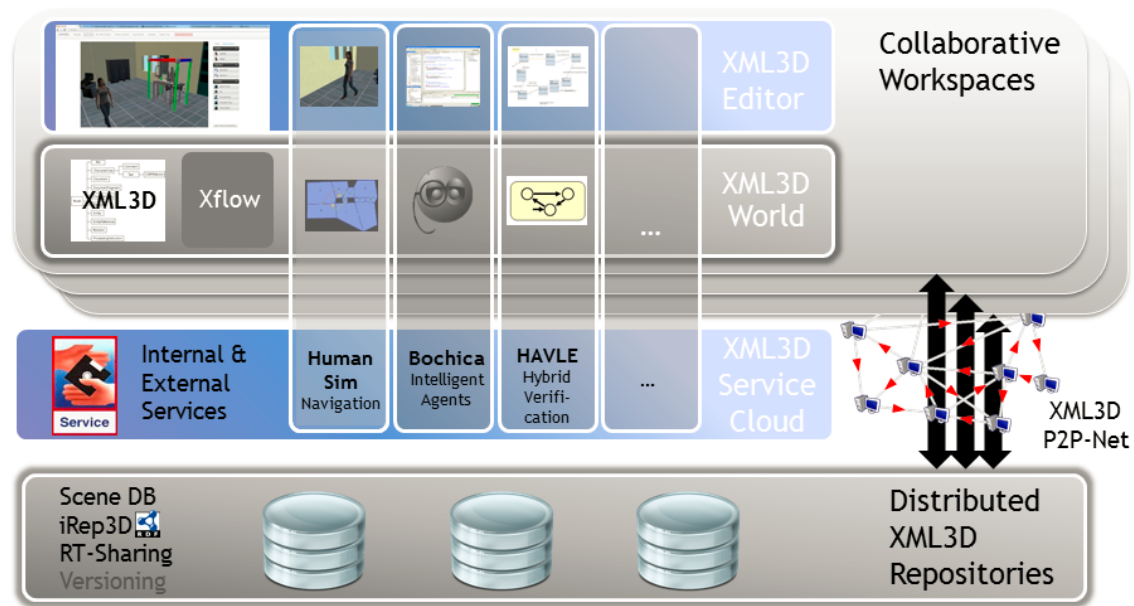 XML3D
Editor
Collaborative
Workspaces
XML3D
Xflow
...
XML3D
World
Service
Internal &
External
Services
Human
Sim
Navigation
Bochica
Intelligent
Agents
HAVLE
Hybrid
Verifi-
cation
...
XML3D
Service
Cloud
XML3D
P2P-Net
Scene DB
iRep3D
RDF
RT-Sharing
Versioning
Distributed
XML3D
Repositories